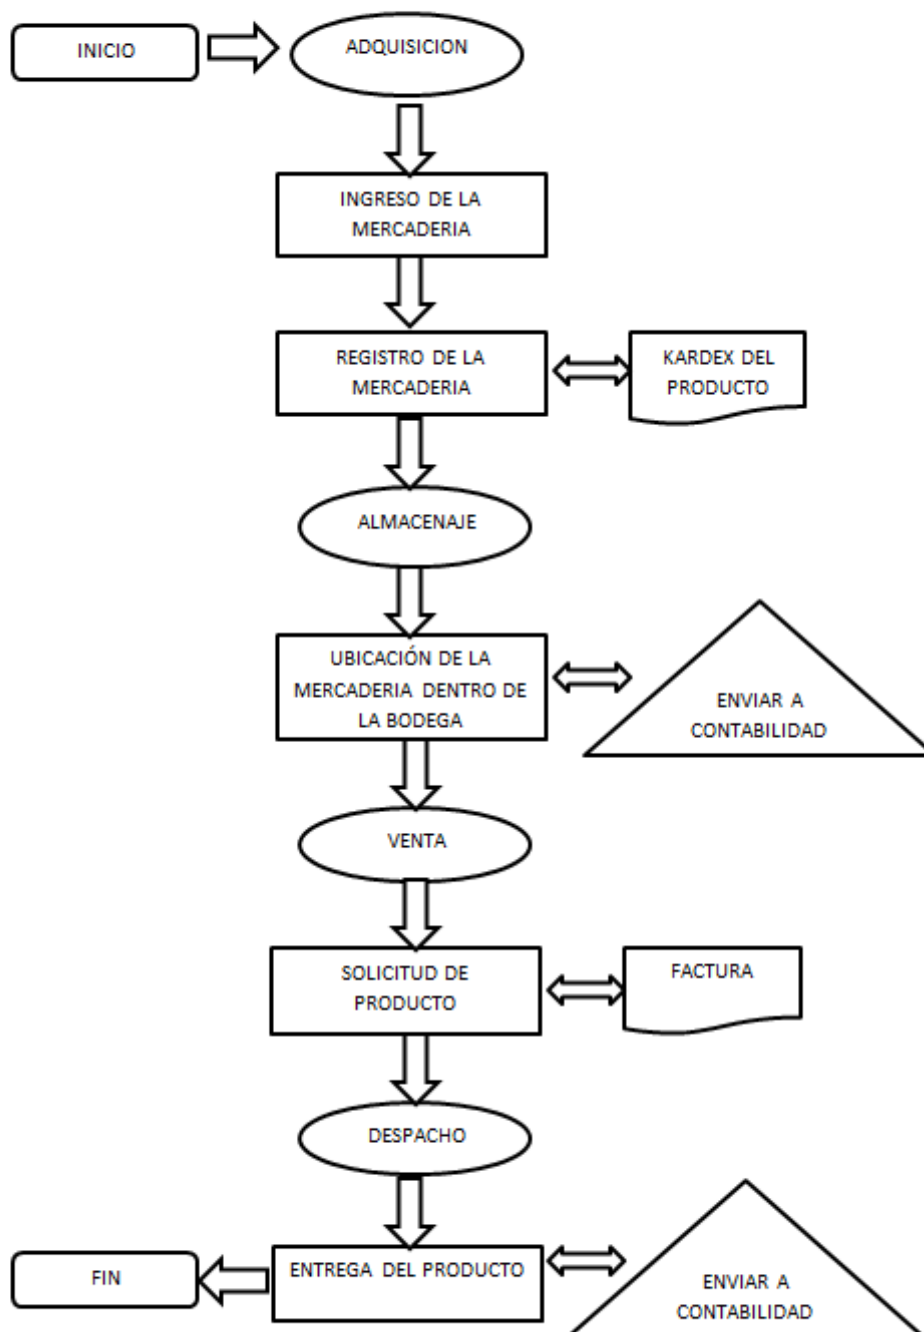 INICIO
ADQUISICION
INGRESO DE LA
MERCADERIA
REGISTRO DE LA
MERCADERIA
KARDEX DEL
PRODUCTO
ALMACENAJE
UBICACIÓN DE LA
MERCADERIA DENTRO DE
LA BODEGA
ENVIAR A
CONTABILIDAD
VENTA
SOLICITUD DE
PRODUCTO
FACTURA
DESPACHO
ENTREGA DEL PRODUCTO
ENVIAR A
CONTABILIDAD
FIN